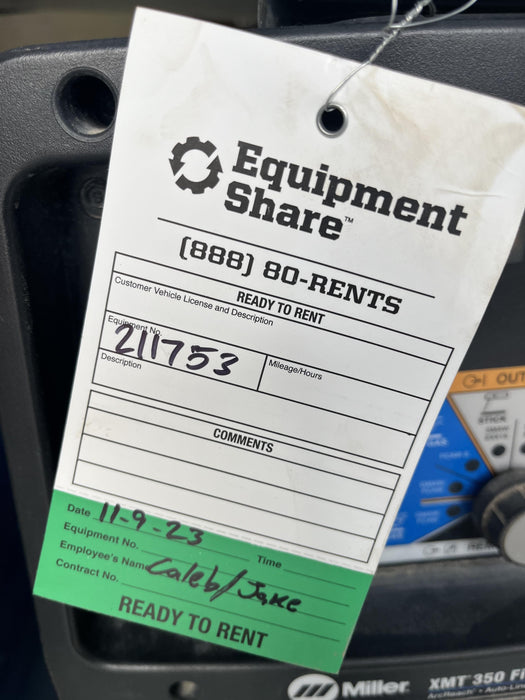 Equipment
Share™
(888) 80-RENTS
READY TO RENT
Customer Vehicle License and Description
Equipment No.
211753
Mileage/Hours
Description
COMMENTS
Date 11-9-23
Equipment No. Time
Employee's Name Caleb/Jake
Contract No.
READY TO RENT
OUT
STICK
Miller XMT 350